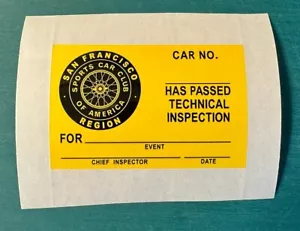 SAN FRANCISCO
SPORTS CAR CLUB
OF AMERICA
REGION
CAR NO.
HAS PASSED
TECHNICAL
INSPECTION
FOR
EVENT
CHIEF INSPECTOR DATE